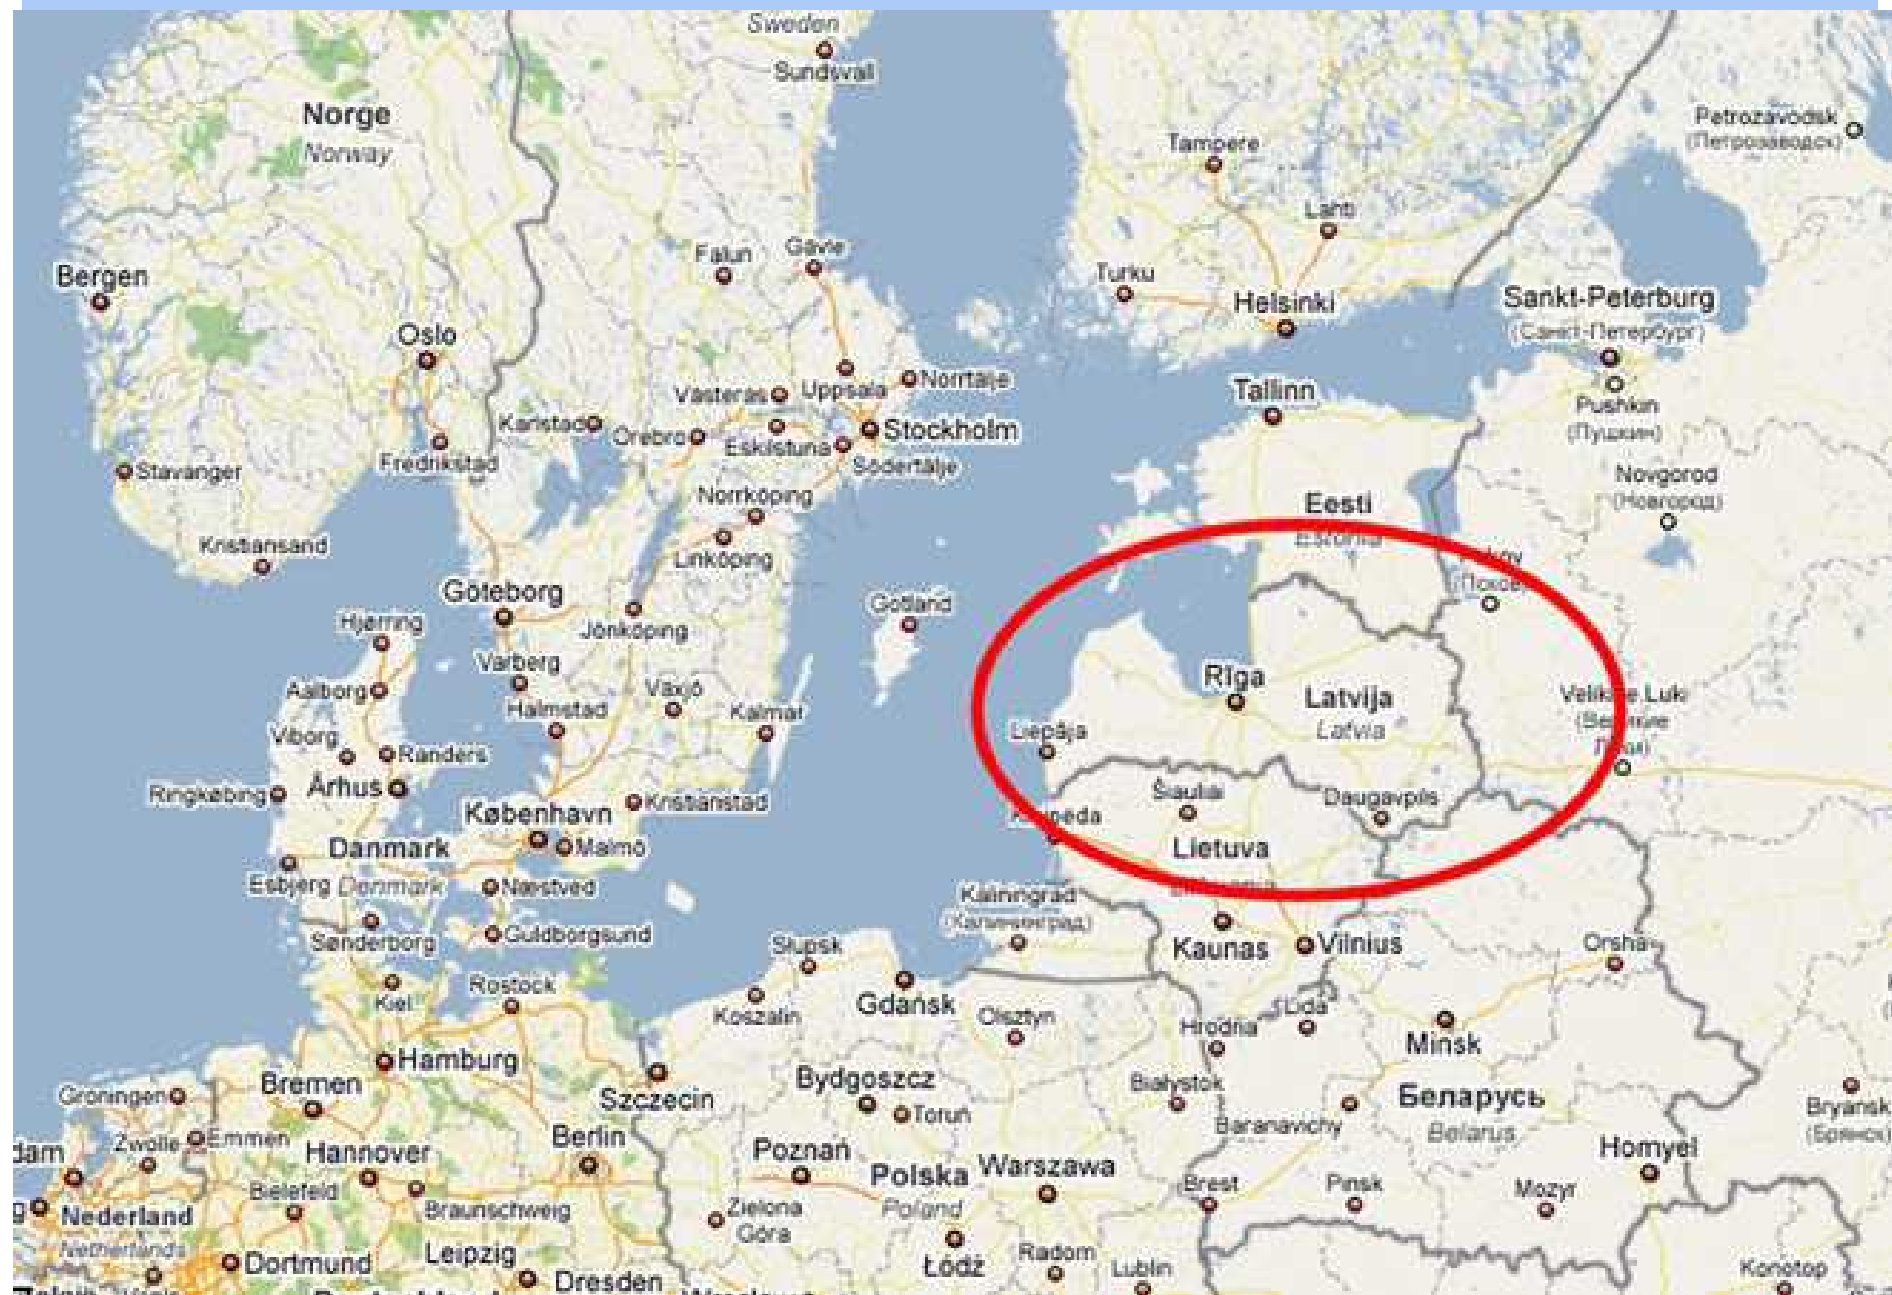 Sweden
Sundsvall
Norge
Norway
Petrozavodsk
(Петрозаводск)
Tampere
Lahti
Falun
Gävle
Bergen
Turku
Helsinki
Sankt-Peterburg
(Санкт-Петербург)
Oslo
Västerås
Uppsala
Norrtälje
Tallinn
Pushkin
(Пушкин)
Karlstad
Örebro
Eskilstuna
Stockholm
Södertälje
Fredrikstad
Stavanger
Novgorod
(Новгород)
Norrköping
Eesti
Estonia
Kristiansand
Linköping
Göteborg
Gotland
Hjørring
Jönköping
Varberg
Rīga
Aalborg
Växjö
Latvija
Latvia
Halmstad
Kalmar
Liepāja
Viborg
Randers
Ringkøbing
Århus
Šiauliai
Daugavpils
København
Kristianstad
Danmark
Malmö
Lietuva
Esbjerg
Denmark
Næstved
Kaliningrad
(Калининград)
Sønderborg
Guldborgsund
Słupsk
Kaunas
Vilnius
Orsha
Kiel
Rostock
Koszalin
Gdańsk
Olsztyn
Hrodna
Lida
Minsk
Hamburg
Groningen
Bremen
Szczecin
Bydgoszcz
Toruń
Białystok
Baranavichy
Беларусь
Belarus
Bryansk
(Брянск)
dam
Zwolle
Emmen
Hannover
Berlin
Poznań
Polska
Poland
Warszawa
Homyel
Bielefeld
Braunschweig
Brest
Pinsk
Mozyr
Nederland
Netherlands
Zielona
Góra
Dortmund
Leipzig
Dresden
Łódź
Radom
Lublin
Konotop